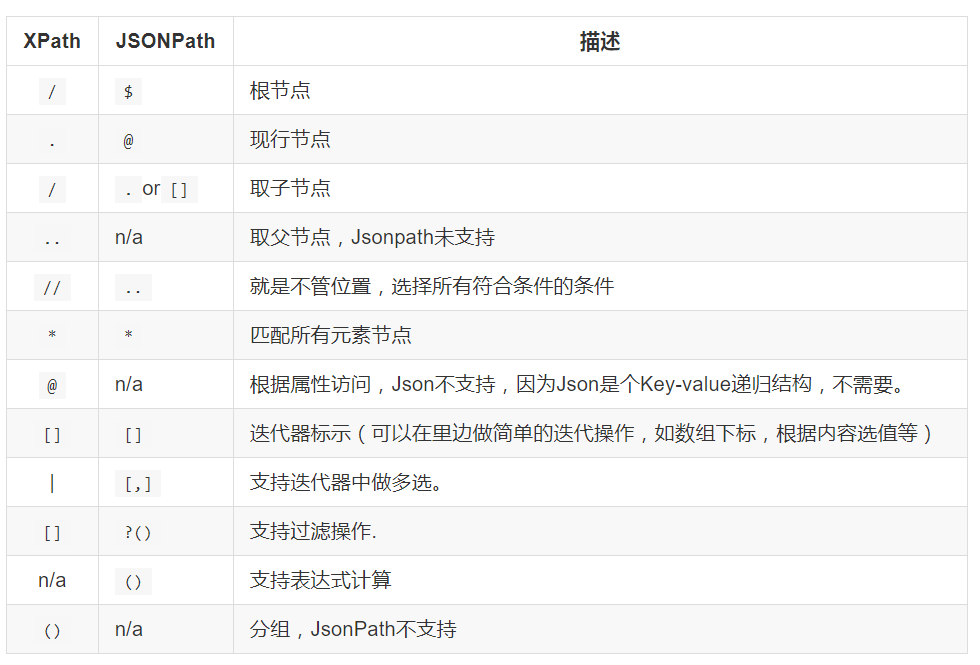 XPath JSONPath 描述
/ $ 根节点
. @ 现行节点
/ . or [] 取子节点
.. n/a 取父节点，Jsonpath未支持
// .. 就是不管位置，选择所有符合条件的条件
* * 匹配所有元素节点
@ n/a 根据属性访问，Json不支持，因为Json是个Key-value递归结构，不需要。
[] [] 迭代器标示（可以在里边做简单的迭代操作，如数组下标，根据内容选值等）
| [,] 支持迭代器中做多选。
[] ?() 支持过滤操作.
n/a () 支持表达式计算
() n/a 分组，JsonPath不支持